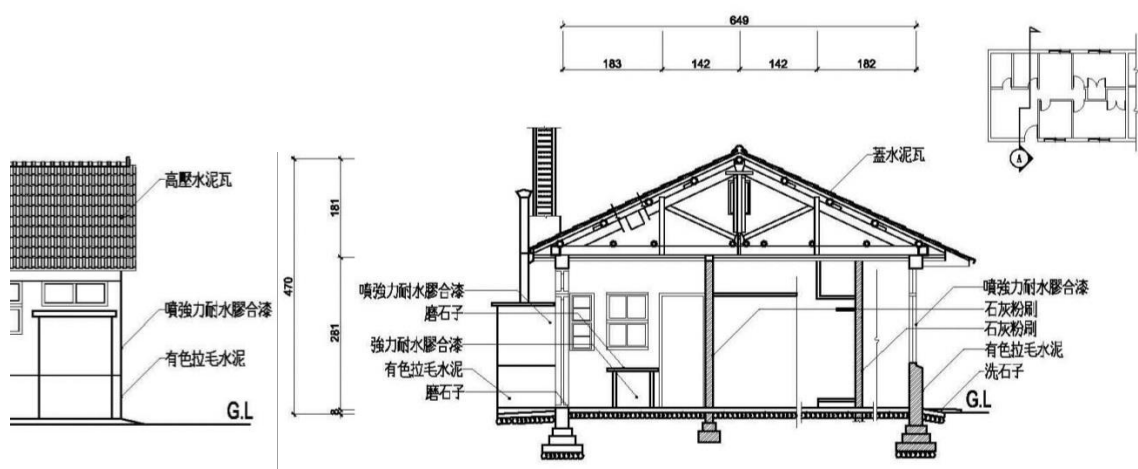 649
183
142
142
182
A
高壓水泥瓦
蓋水泥瓦
181
470
281
噴強力耐水膠合漆
有色拉毛水泥
G.L
噴強力耐水膠合漆
磨石子
強力耐水膠合漆
有色拉毛水泥
磨石子
噴強力耐水膠合漆
石灰粉刷
石灰粉刷
有色拉毛水泥
洗石子
G.L